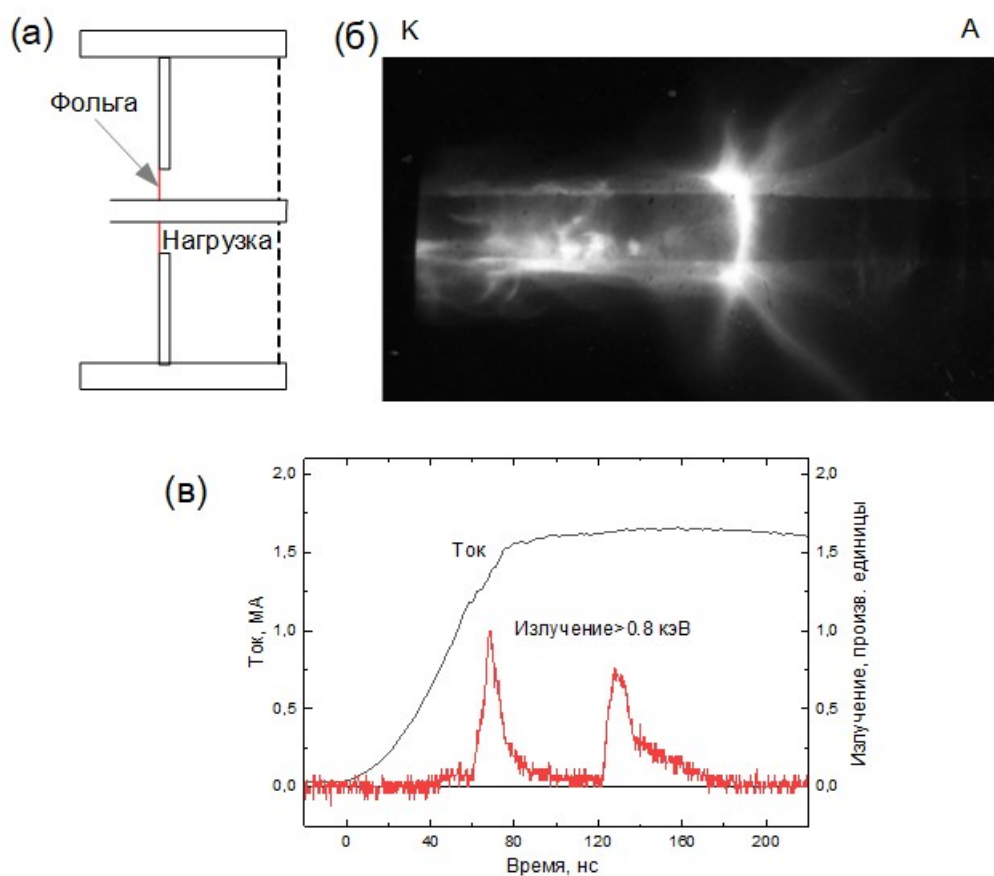 (а)
Фольга
Нагрузка
(б)
К
А
(в)
2,0
1,5
1,0
0,5
0,0
Ток, МА
Ток
Излучение>0.8 кэВ
2,0
1,5
1,0
0,5
0,0
Излучение, произв. единицы
0
40
80
120
160
200
Время, нс